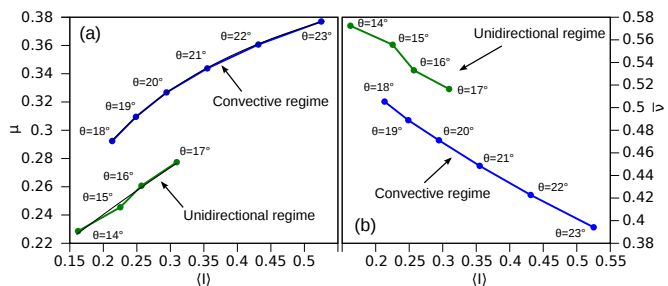 0.38
0.36
0.34
0.32
0.3
0.28
0.26
0.24
0.22
μ
(a)
θ=22°
θ=23°
θ=21°
θ=20°
θ=19°
θ=18°
Convective regime
θ=17°
θ=16°
θ=15°
θ=14°
Unidirectional regime
0.15 0.2 0.25 0.3 0.35 0.4 0.45 0.5 0.55
⟨I⟩
θ=14°
θ=15°
θ=16°
θ=17°
Unidirectional regime
θ=18°
θ=19°
θ=20°
θ=21°
θ=22°
θ=23°
Convective regime
(b)
0.2 0.25 0.3 0.35 0.4 0.45 0.5 0.55
⟨I⟩
0.58
0.56
0.54
0.52
0.5
0.48
0.46
0.44
0.42
0.4
0.38
ν̄